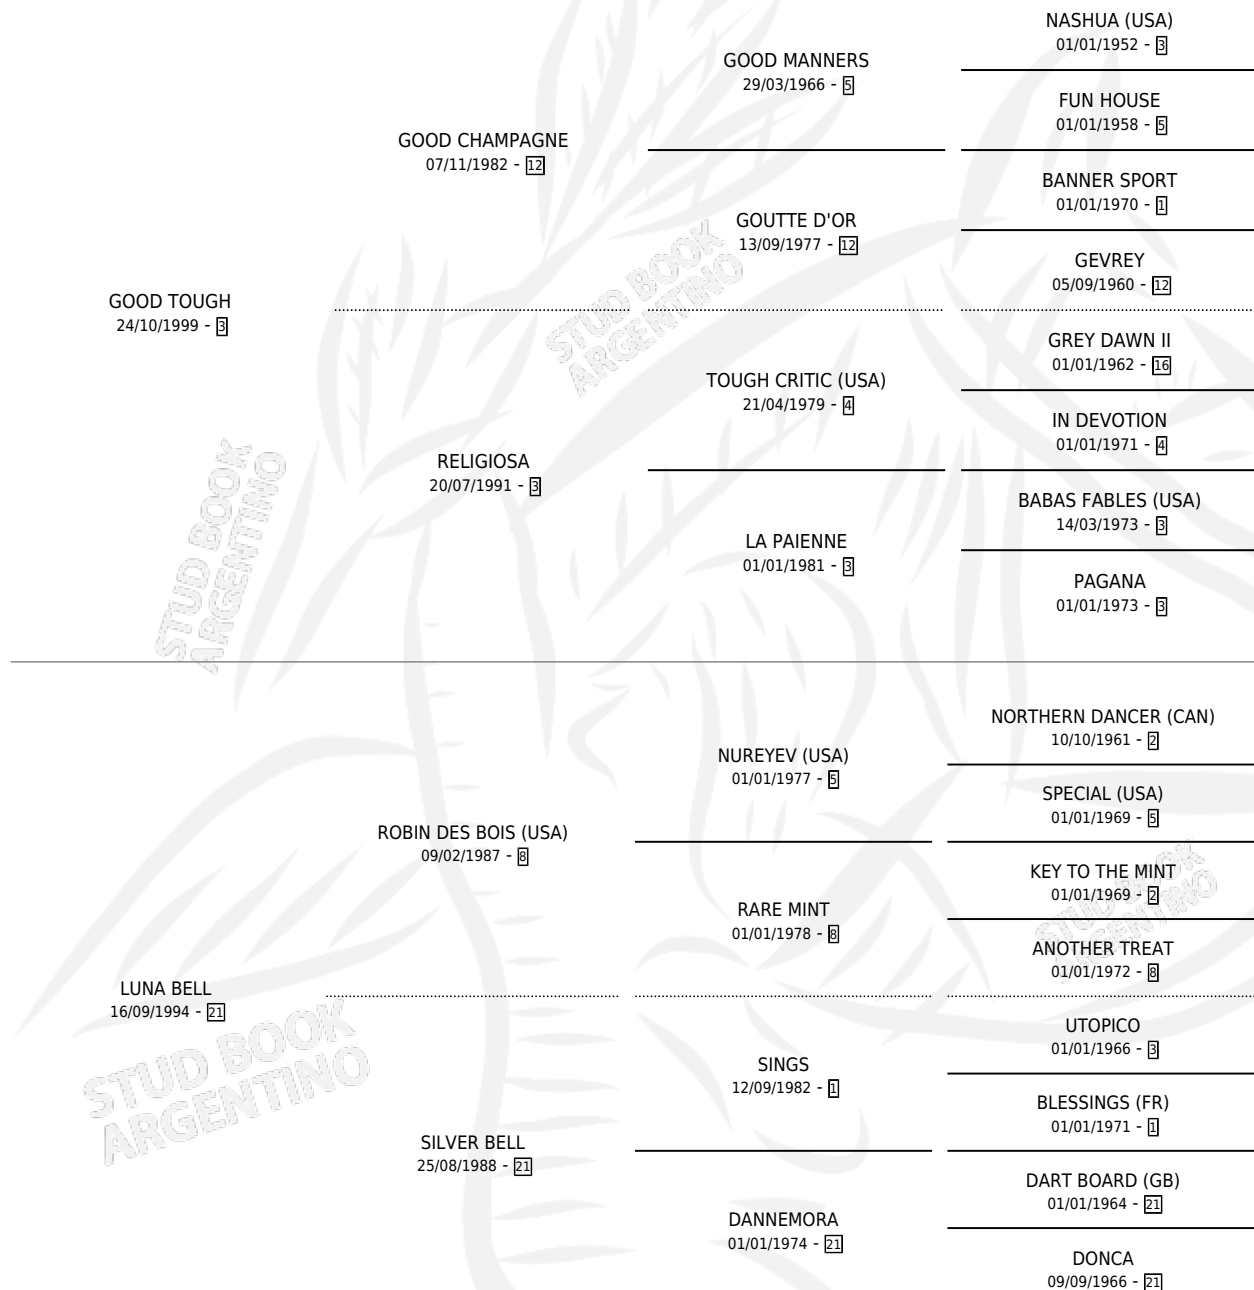 NASHUA (USA)
01/01/1952 - 3
GOOD MANNERS
29/03/1966 - 5
FUN HOUSE
01/01/1958 - 5
GOOD CHAMPAGNE
07/11/1982 - 12
BANNER SPORT
01/01/1970 - 1
GOUTTE D'OR
13/09/1977 - 12
GEVREY
05/09/1960 - 12
GOOD TOUGH
24/10/1999 - 3
GREY DAWN II
01/01/1962 - 16
TOUGH CRITIC (USA)
21/04/1979 - 4
IN DEVOTION
01/01/1971 - 4
RELIGIOSA
20/07/1991 - 3
BABAS FABLES (USA)
14/03/1973 - 3
LA PAIENNE
01/01/1981 - 3
PAGANA
01/01/1973 - 3
NORTHERN DANCER (CAN)
10/10/1961 - 2
NUREYEV (USA)
01/01/1977 - 5
SPECIAL (USA)
01/01/1969 - 5
ROBIN DES BOIS (USA)
09/02/1987 - 8
KEY TO THE MINT
01/01/1969 - 2
RARE MINT
01/01/1978 - 8
ANOTHER TREAT
01/01/1972 - 8
LUNA BELL
16/09/1994 - 21
UTOPICO
01/01/1966 - 3
SINGS
12/09/1982 - 1
BLESSINGS (FR)
01/01/1971 - 1
SILVER BELL
25/08/1988 - 21
DART BOARD (GB)
01/01/1964 - 21
DANNEMORA
01/01/1974 - 21
DONCA
09/09/1966 - 21
STUD BOOK
ARGENTINO
STUD BOOK
ARGENTINO
STUD BOOK
ARGENTINO
STUD BOOK
ARGENTINO